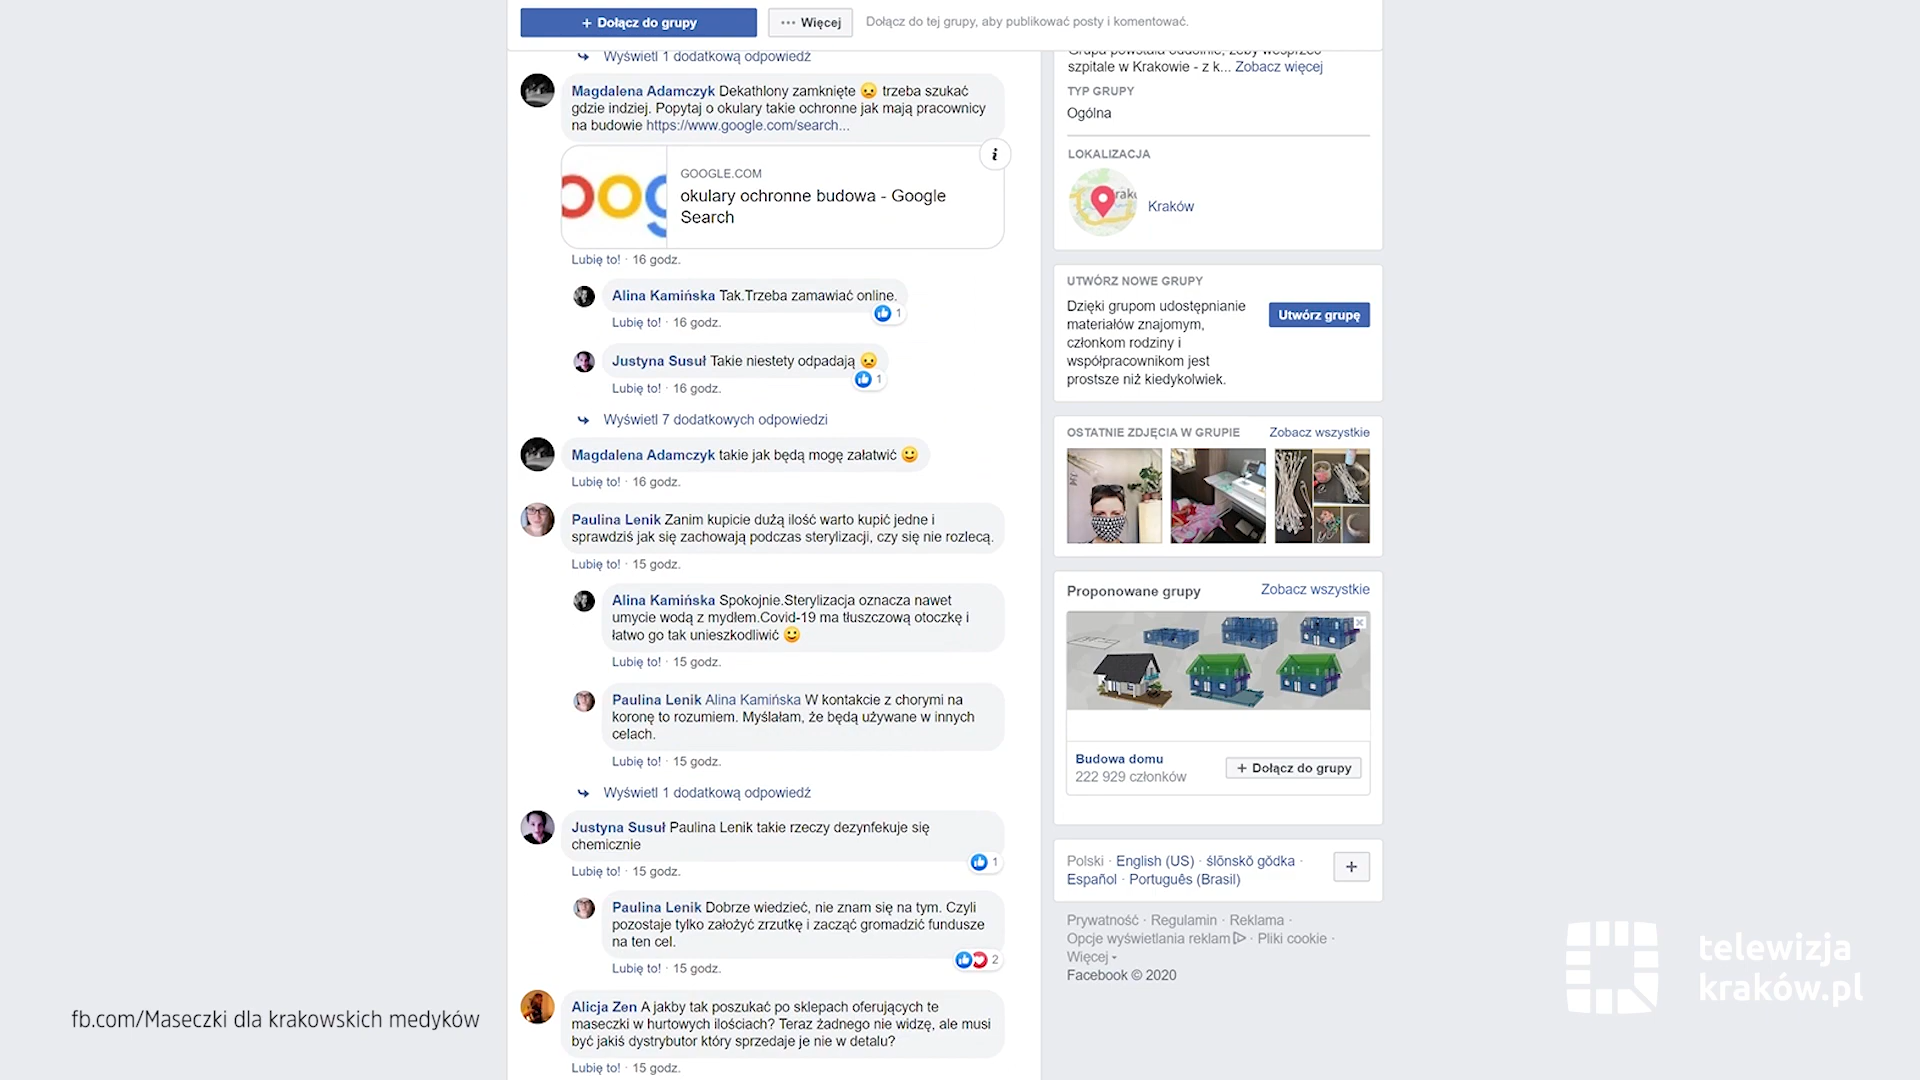 + Dołącz do grupy
Więcej
Dołącz do tej grupy, aby publikować posty i komentować.
Wyświetl 1 dodatkową odpowiedź
Magdalena Adamczyk Dekathlony zamknięte trzeba szukać
gdzie indziej. Popytaj o okulary takie ochronne jak mają pracownicy
na budowie https://www.google.com/search...
i
oog
GOOGLE.COM
okulary ochronne budowa - Google
Search
Lubię to! · 16 godz.
Alina Kamińska Tak.Trzeba zamawiać online.
1
Lubię to! · 16 godz.
Justyna Susuł Takie niestety odpadają
1
Lubię to! · 16 godz.
Wyświetl 7 dodatkowych odpowiedzi
Magdalena Adamczyk takie jak będą mogę załatwić
Lubię to! · 16 godz.
Paulina Lenik Zanim kupicie dużą ilość warto kupić jedne i
sprawdziś jak się zachowają podczas sterylizacji, czy się nie rozlecą.
Lubię to! · 15 godz.
Alina Kamińska Spokojnie.Sterylizacja oznacza nawet
umycie wodą z mydłem.Covid-19 ma tłuszczową otoczkę i
łatwo go tak unieszkodliwić
Lubię to! · 15 godz.
Paulina Lenik Alina Kamińska W kontakcie z chorymi na
koronę to rozumiem. Myślałam, że będą używane w innych
celach.
Lubię to! · 15 godz.
Wyświetl 1 dodatkową odpowiedź
Justyna Susuł Paulina Lenik takie rzeczy dezynfekuje się
chemicznie
1
Lubię to! · 15 godz.
Paulina Lenik Dobrze wiedzieć, nie znam się na tym. Czyli
pozostaje tylko założyć zrzutkę i zacząć gromadzić fundusze
na ten cel.
2
Lubię to! · 15 godz.
Alicja Zen A jakby tak poszukać po sklepach oferujących te
maseczki w hurtowych ilościach? Teraz żadnego nie widzę, ale musi
być jakiś dystrybutor który sprzedaje je nie w detalu?
Lubię to! · 15 godz.
Grupa powstała oddolnie, żeby wesprzeć
szpitale w Krakowie - z k... Zobacz więcej
TYP GRUPY
Ogólna
LOKALIZACJA
Krak
Kraków
UTWÓRZ NOWE GRUPY
Dzięki grupom udostępnianie
materiałów znajomym,
członkom rodziny i
współpracownikom jest
prostsze niż kiedykolwiek.
Utwórz grupę
OSTATNIE ZDJĘCIA W GRUPIE
Zobacz wszystkie
Proponowane grupy
Zobacz wszystkie
Budowa domu
222 929 członków
+ Dołącz do grupy
Polski · English (US) · ślōnskŏ gŏdka ·
Español · Português (Brasil)
+
Prywatność · Regulamin · Reklama ·
Opcje wyświetlania reklam · Pliki cookie ·
Więcej
Facebook © 2020
fb.com/Maseczki dla krakowskich medyków
telewizja
kraków.pl